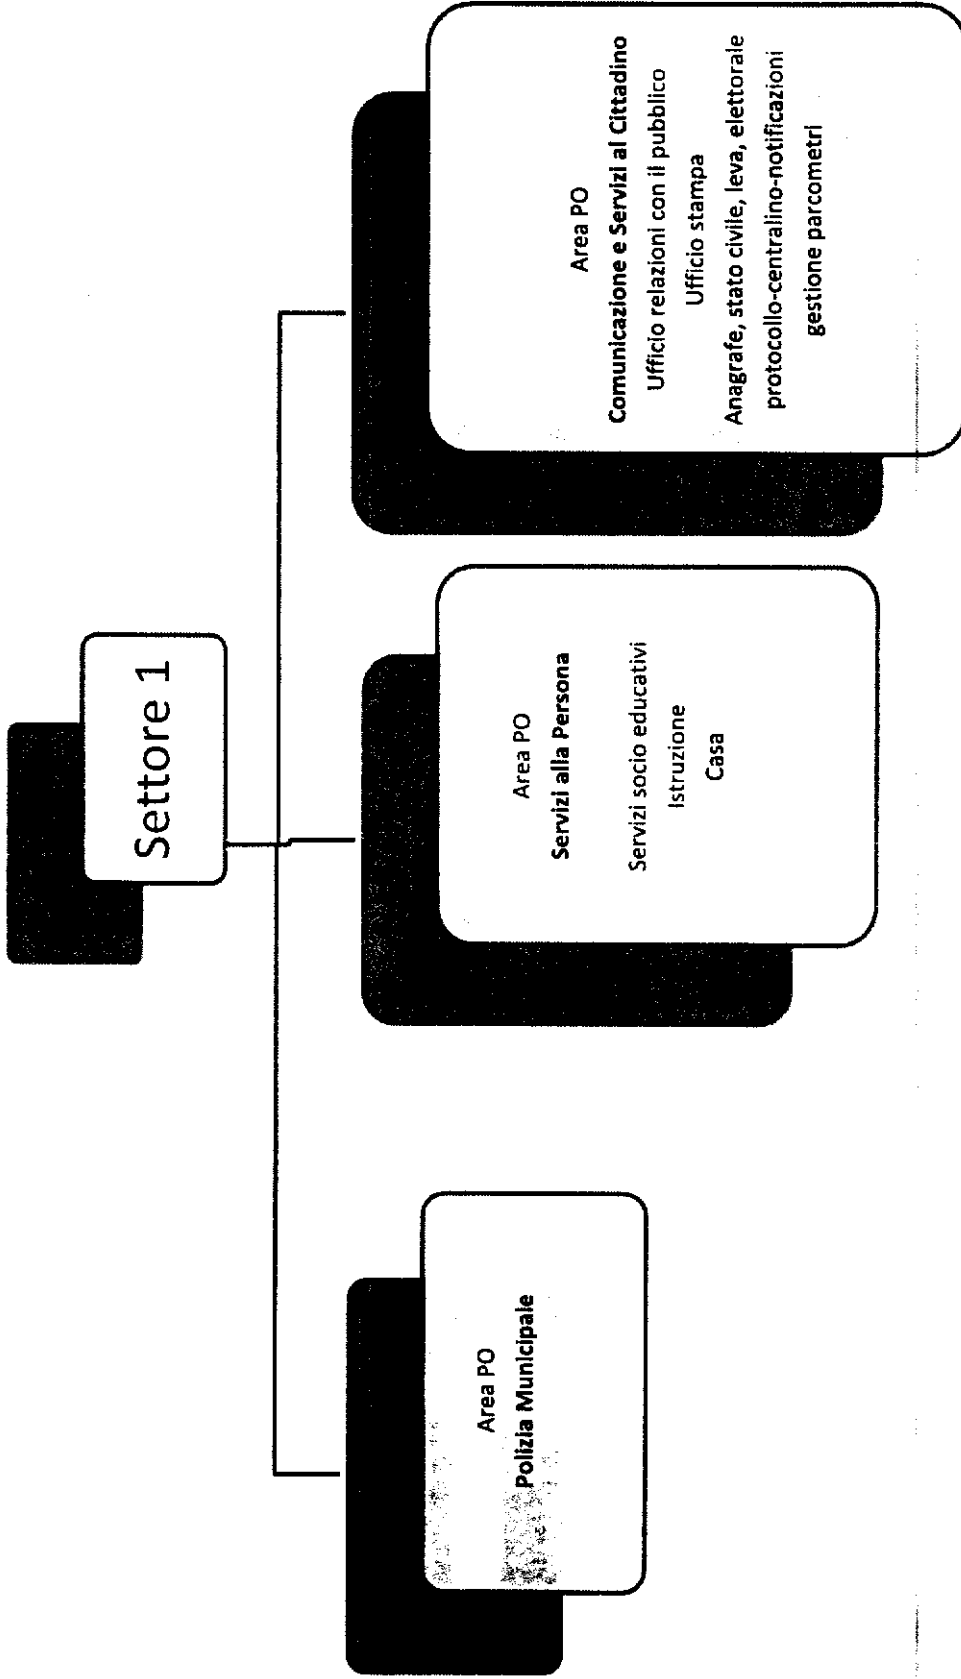 Settore 1
Area PO
Polizia Municipale
Area PO
Servizi alla Persona
Servizi socio educativi
Istruzione
Casa
Area PO
Comunicazione e Servizi al Cittadino
Ufficio relazioni con il pubblico
Ufficio stampa
Anagrafe, stato civile, leva, elettorale
protocollo-centralino-notificazioni
gestione parcometri